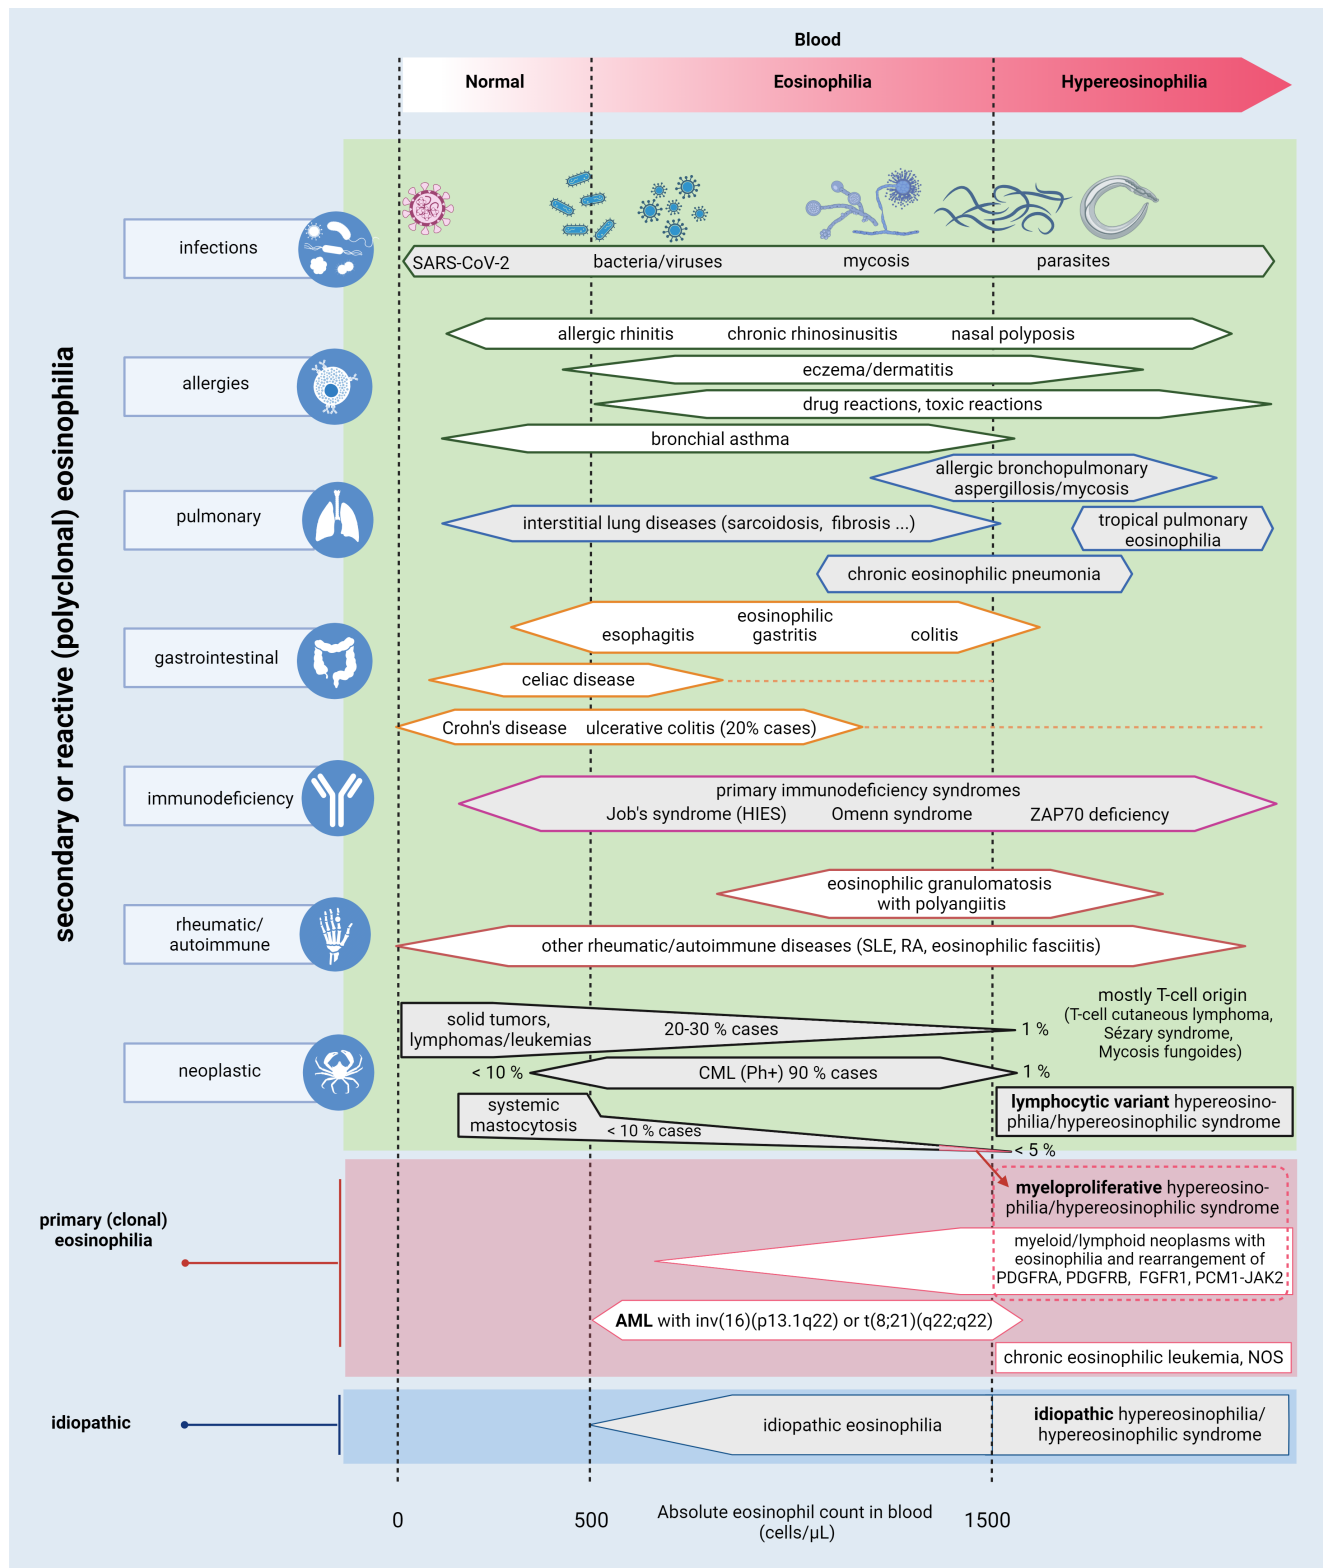 Blood
Normal
Eosinophilia
Hypereosinophilia
secondary or reactive (polyclonal) eosinophilia
infections
SARS-CoV-2
bacteria/viruses
mycosis
parasites
allergies
allergic rhinitis
chronic rhinosinusitis
nasal polyposis
eczema/dermatitis
drug reactions, toxic reactions
bronchial asthma
pulmonary
allergic bronchopulmonary
aspergillosis/mycosis
interstitial lung diseases (sarcoidosis, fibrosis ...)
tropical pulmonary
eosinophilia
chronic eosinophilic pneumonia
gastrointestinal
eosinophilic
esophagitis
gastritis
colitis
celiac disease
Crohn's disease
ulcerative colitis (20% cases)
immunodeficiency
primary immunodeficiency syndromes
Job's syndrome (HIES)
Omenn syndrome
ZAP70 deficiency
rheumatic/
autoimmune
eosinophilic granulomatosis
with polyangiitis
other rheumatic/autoimmune diseases (SLE, RA, eosinophilic fasciitis)
neoplastic
solid tumors,
lymphomas/leukemias
20-30 % cases
1 %
mostly T-cell origin
(T-cell cutaneous lymphoma,
Sézary syndrome,
Mycosis fungoides)
< 10 %
CML (Ph+) 90 % cases
1 %
lymphocytic variant hypereosino-
philia/hypereosinophilic syndrome
systemic
mastocytosis
< 10 % cases
< 5 %
primary (clonal)
eosinophilia
myeloproliferative hypereosino-
philia/hypereosinophilic syndrome
myeloid/lymphoid neoplasms with
eosinophilia and rearrangement of
PDGFRA, PDGFRB, FGFR1, PCM1-JAK2
AML with inv(16)(p13.1q22) or t(8;21)(q22;q22)
chronic eosinophilic leukemia, NOS
idiopathic
idiopathic eosinophilia
idiopathic hypereosinophilia/
hypereosinophilic syndrome
0
500
Absolute eosinophil count in blood
(cells/µL)
1500